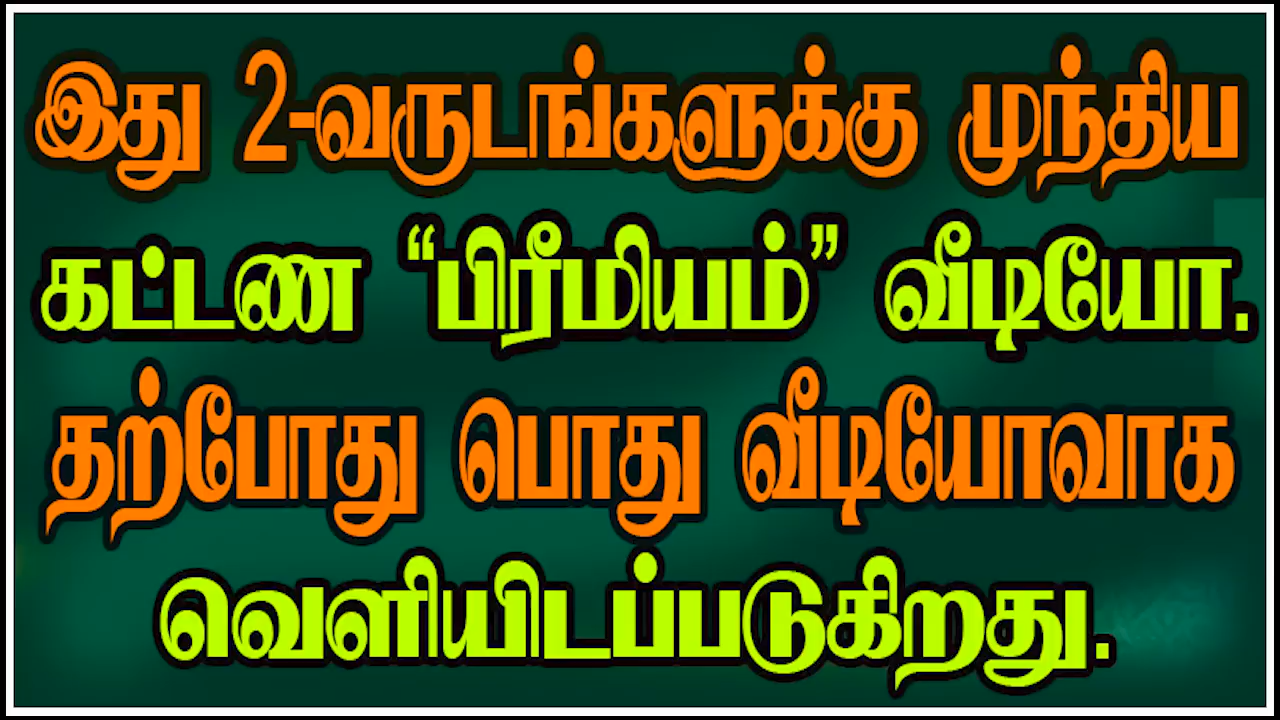 இது 2-வருடங்களுக்கு முந்திய
கட்டண “பிரீமியம்” வீடியோ.
தற்போது பொது வீடியோவாக
வெளியிடப்படுகிறது.